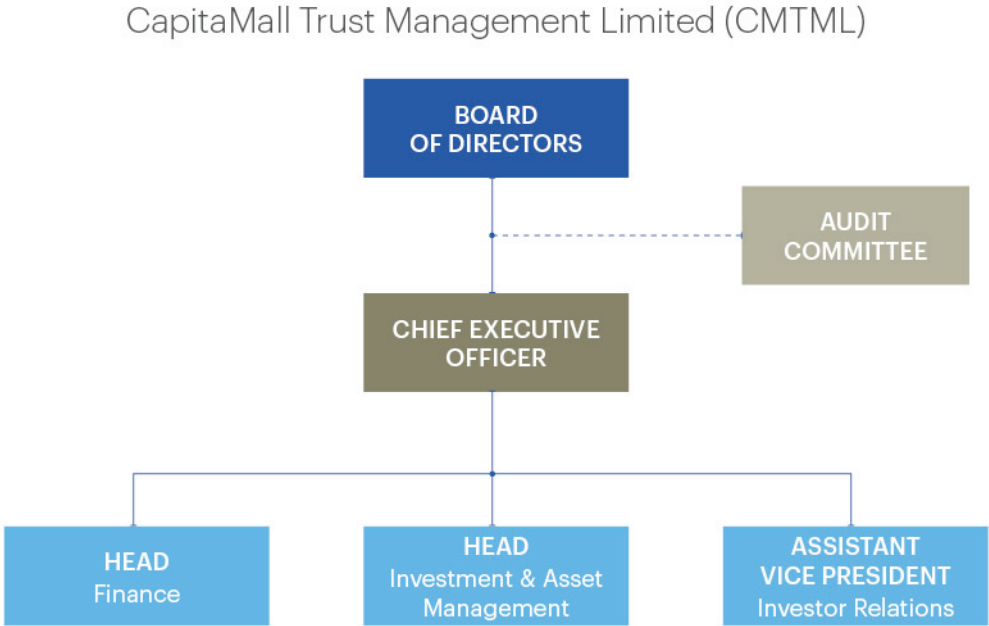 CapitaMall Trust Management Limited (CMTML)
BOARD
OF DIRECTORS
AUDIT
COMMITTEE
CHIEF EXECUTIVE
OFFICER
HEAD
Finance
HEAD
Investment & Asset
Management
ASSISTANT
VICE PRESIDENT
Investor Relations